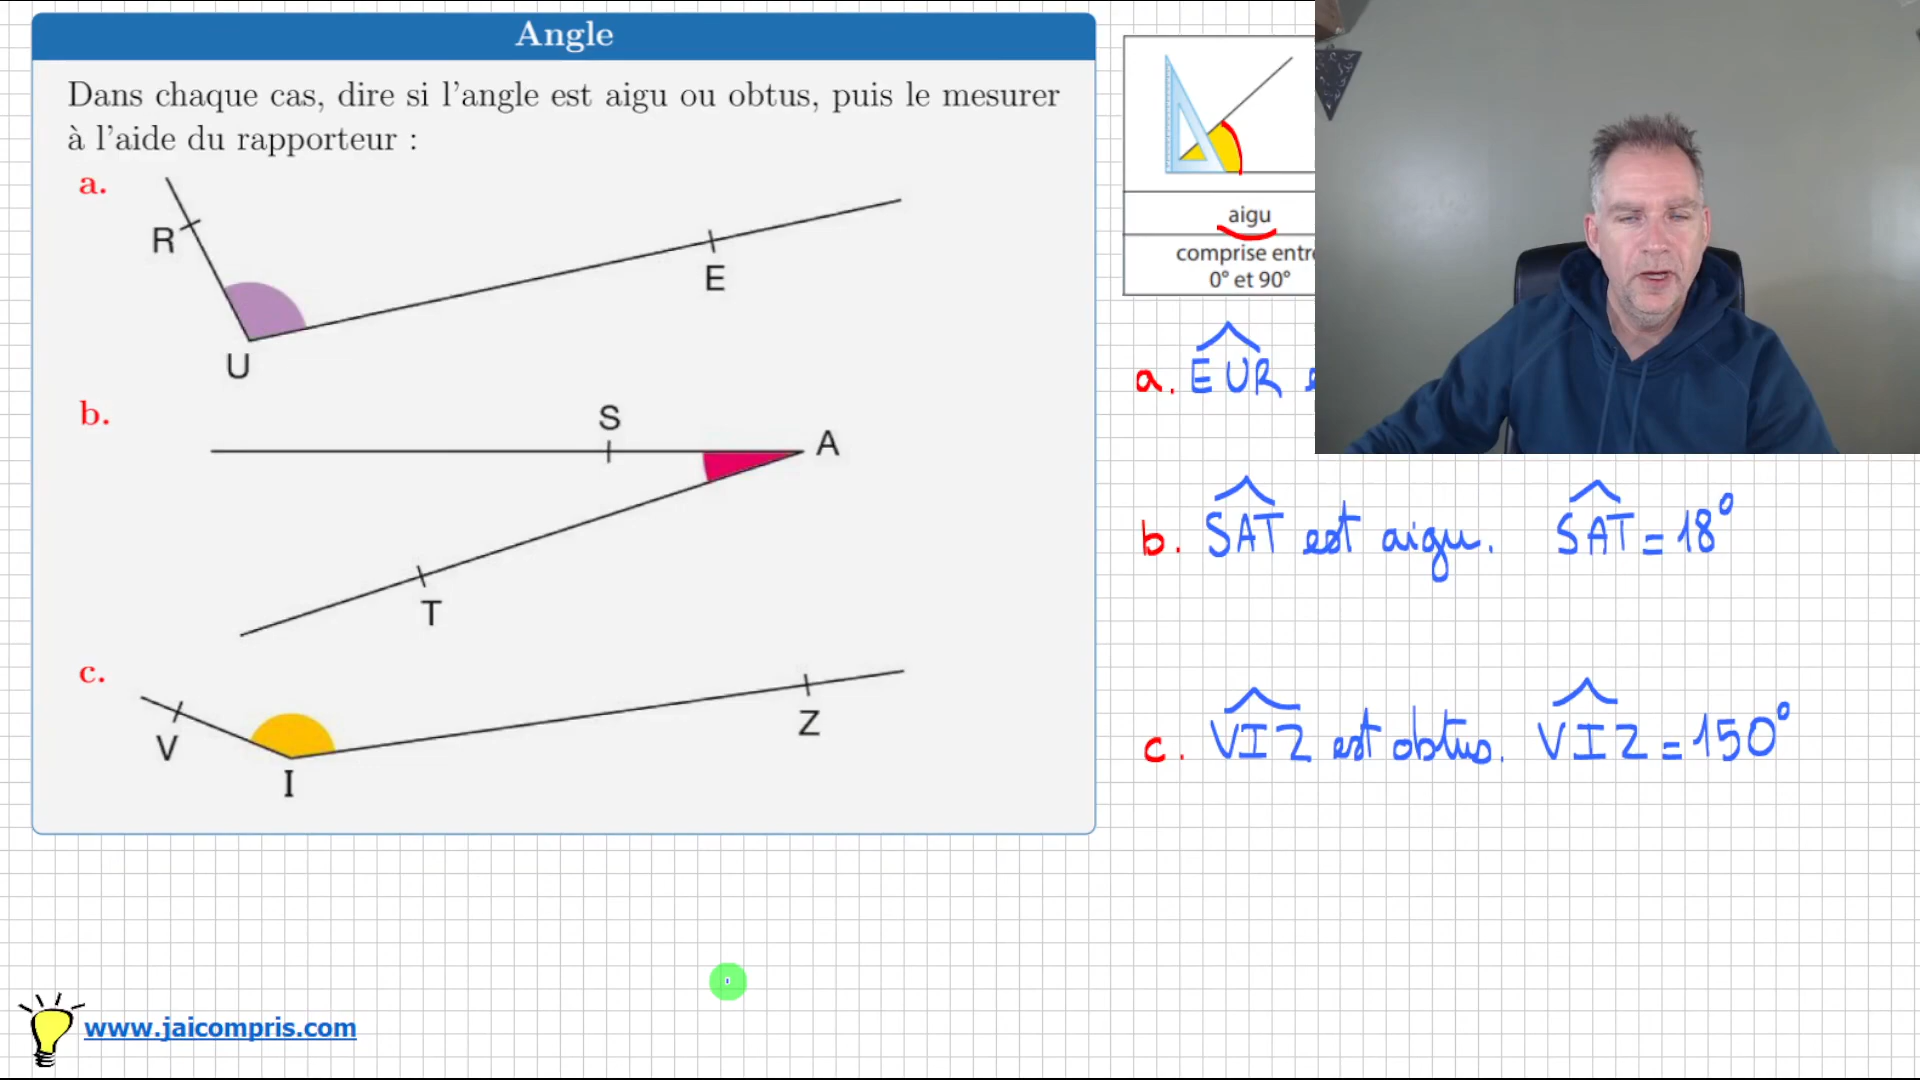 Angle
Dans chaque cas, dire si l'angle est aigu ou obtus, puis le mesurer
à l'aide du rapporteur :
a.
R
E
U
b.
S
A
T
c.
V
Z
I
aigu
comprise entre
0° et 90°
a. EUR
b. SAT est aigu. SAT = 18°
c. VIZ est obtus. VIZ = 150°
www.jaicompris.com